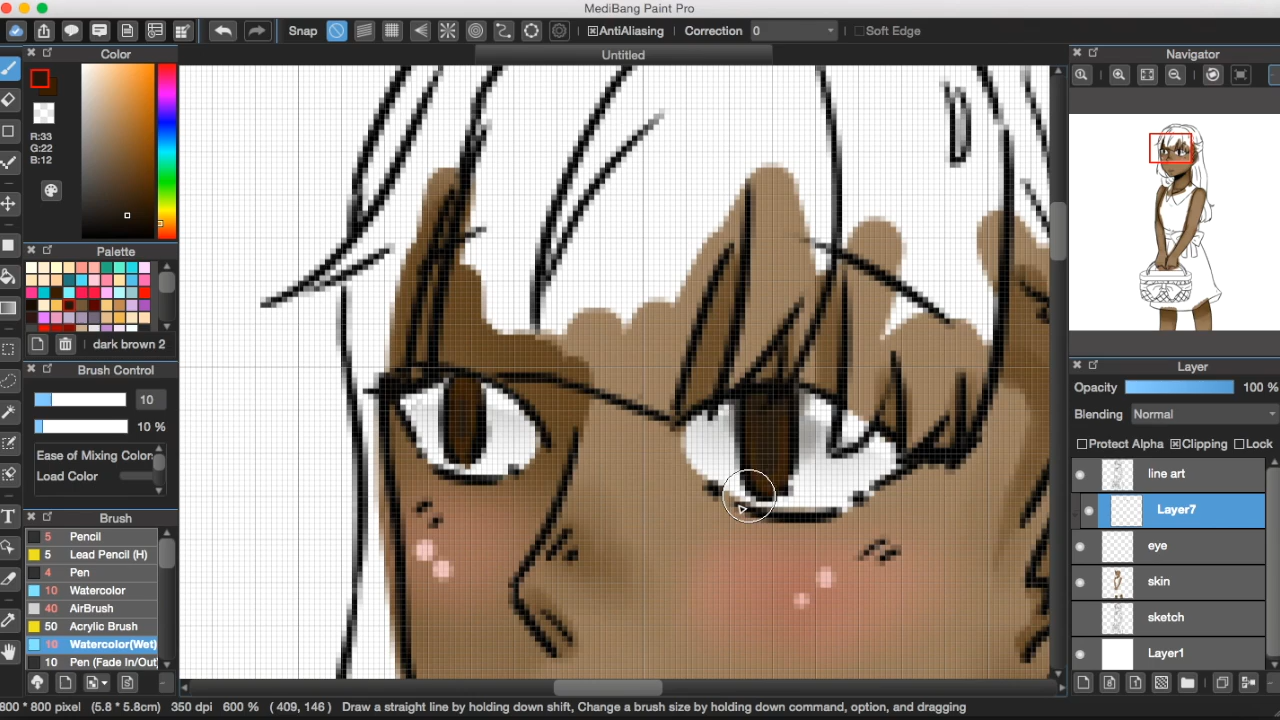 MediBang Paint Pro
Snap
AntiAliasing
Correction 0
Soft Edge
Color
Untitled
Navigator
R:33
G:22
B:12
Palette
dark brown 2
Brush Control
10
10 %
Ease of Mixing Color
Load Color
Brush
5 Pencil
5 Lead Pencil (H)
4 Pen
10 Watercolor
40 AirBrush
50 Acrylic Brush
10 Watercolor(Wet)
10 Pen (Fade In/Out
Layer
Opacity 100 %
Blending Normal
Protect Alpha Clipping Lock
line art
Layer7
eye
skin
sketch
Layer1
800 * 800 pixel (5.8 * 5.8cm) 350 dpi 600 % ( 409, 146 ) Draw a straight line by holding down shift, Change a brush size by holding down command, option, and dragging